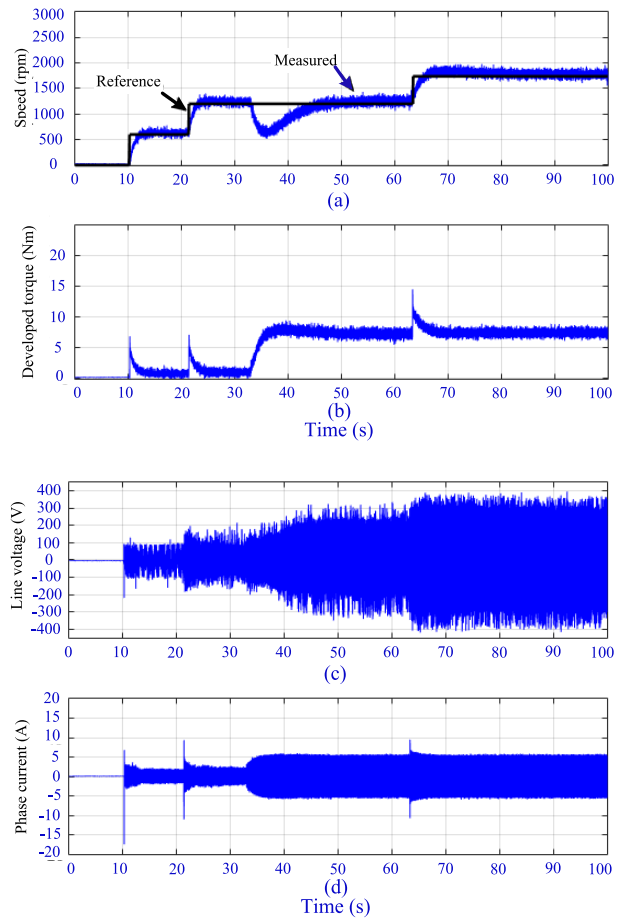 3000
2500
2000
1500
1000
500
0
Speed (rpm)
Reference
Measured
0 10 20 30 40 50 60 70 80 90 100
(a)
20
15
10
5
0
Developed torque (Nm)
0 10 20 30 40 50 60 70 80 90 100
(b)
Time (s)
400
300
200
100
0
-100
-200
-300
-400
Line voltage (V)
0 10 20 30 40 50 60 70 80 90 100
(c)
20
15
10
5
0
-5
-10
-15
-20
Phase current (A)
0 10 20 30 40 50 60 70 80 90 100
(d)
Time (s)